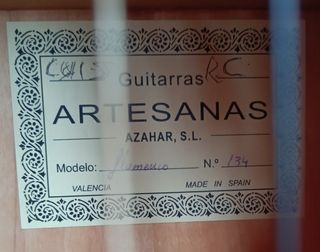 Guitarras R.C.
ARTESANAS
AZAHAR, S.L.
Modelo: flamenco N.º 134
VALENCIA MADE IN SPAIN